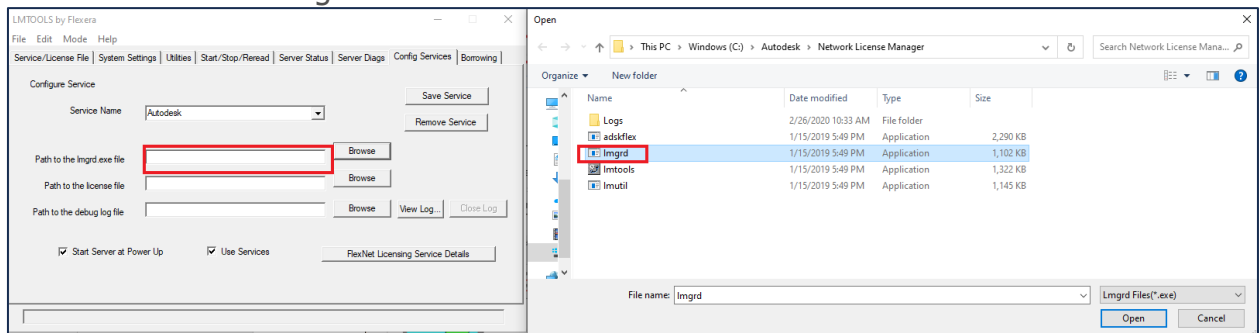 LMTOOLS by Flexera
File Edit Mode Help
Service/License File System Settings Utilities Start/Stop/Reread Server Status Server Diags Config Services Borrowing
Configure Service
Save Service
Service Name Autodesk
Remove Service
Path to the lmgrd.exe file Browse
Path to the license file Browse
Path to the debug log file Browse View Log... Close Log
Start Server at Power Up Use Services FlexNet Licensing Service Details
Open
This PC > Windows (C:) > Autodesk > Network License Manager Search Network License Mana...
Organize New folder
Name Date modified Type Size
Logs 2/26/2020 10:33 AM File folder
adskflex 1/15/2019 5:49 PM Application 2,290 KB
lmgrd 1/15/2019 5:49 PM Application 1,102 KB
lmtools 1/15/2019 5:49 PM Application 1,322 KB
lmutil 1/15/2019 5:49 PM Application 1,145 KB
File name: lmgrd Lmgrd Files(*.exe)
Open Cancel